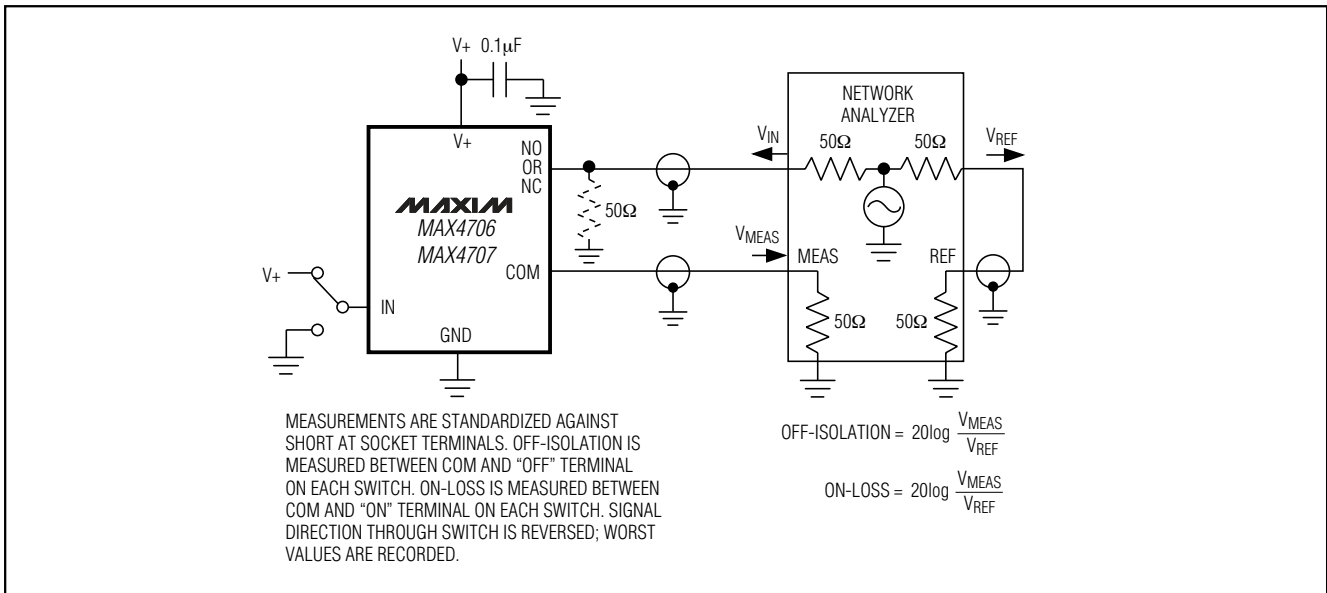 V+ 0.1µF
V+
NO
OR
NC
MAXIM
MAX4706
MAX4707
COM
V+
IN
GND
50Ω
VIN
VMEAS
NETWORK
ANALYZER
50Ω 50Ω
VREF
MEAS REF
50Ω 50Ω
MEASUREMENTS ARE STANDARDIZED AGAINST
SHORT AT SOCKET TERMINALS. OFF-ISOLATION IS
MEASURED BETWEEN COM AND “OFF” TERMINAL
ON EACH SWITCH. ON-LOSS IS MEASURED BETWEEN
COM AND “ON” TERMINAL ON EACH SWITCH. SIGNAL
DIRECTION THROUGH SWITCH IS REVERSED; WORST
VALUES ARE RECORDED.
OFF-ISOLATION = 20log VMEAS
VREF
ON-LOSS = 20log VMEAS
VREF